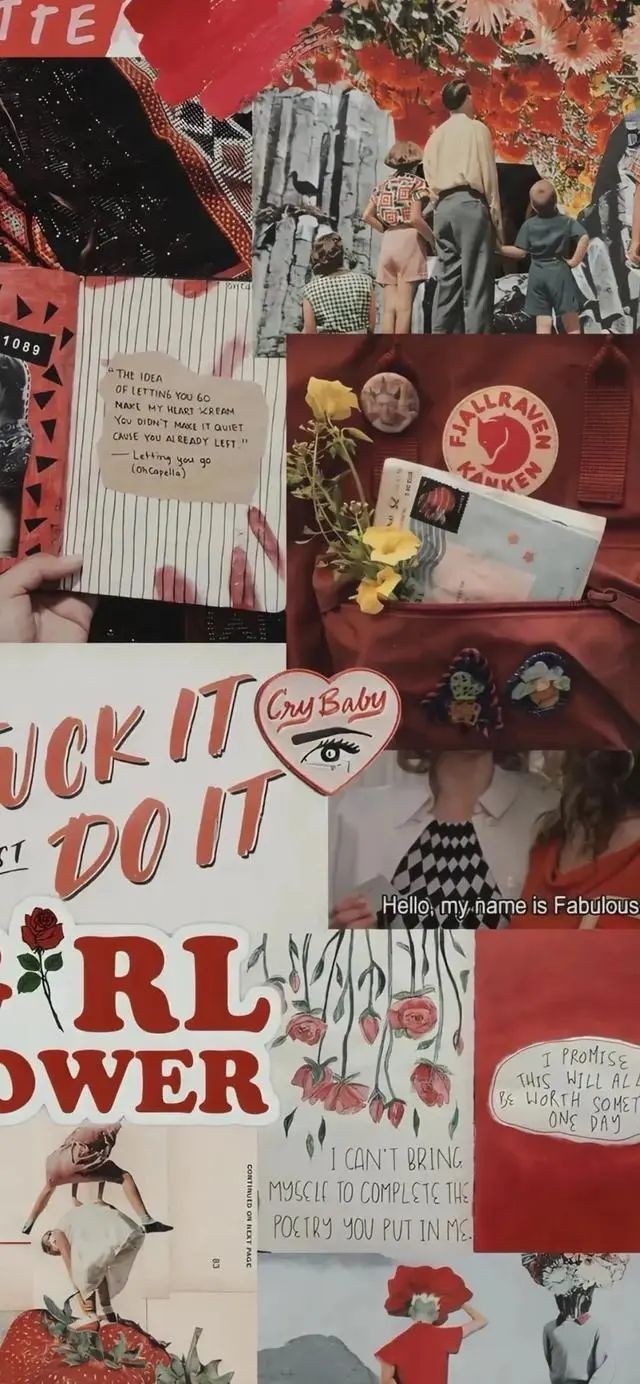 TTE
1089
"THE IDEA
OF LETTING YOU GO
MAKE MY HEART SCREAM
YOU DIDN'T MAKE IT QUIET
CAUSE YOU ALREADY LEFT."
— Letting you go
(Oncapella)
FJALLRAVEN
KANKEN
UCK IT
ST DO IT
Cry Baby
Hello, my name is Fabulous
G RL
OWER
I PROMISE
THIS WILL ALL
BE WORTH SOMET
ONE DAY
I CAN'T BRING
MYSELF TO COMPLETE THE
POETRY YOU PUT IN ME.
CONTINUED ON NEXT PAGE
83